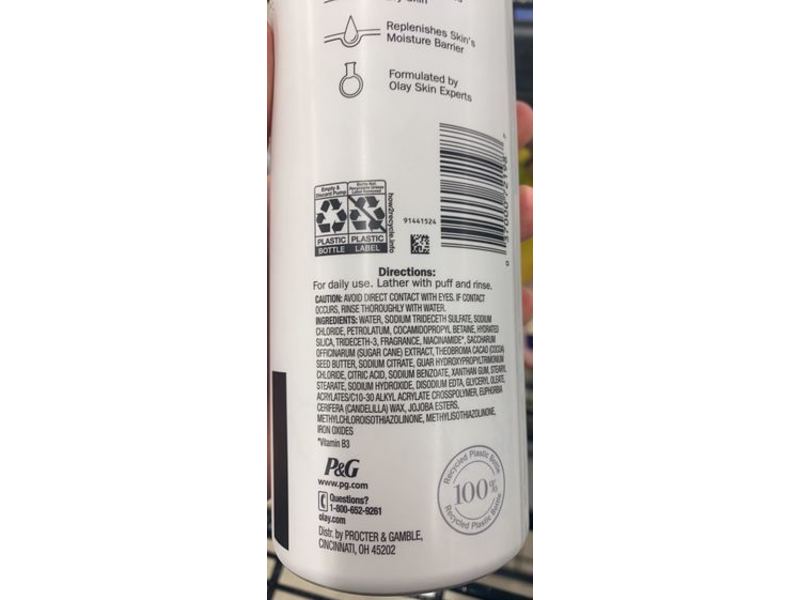 Replenishes Skin's
Moisture Barrier
Formulated by
Olay Skin Experts
Empty &
Discard Pump
PLASTIC
BOTTLE
PLASTIC
LABEL
how2recycle.info
91441524
Directions:
For daily use. Lather with puff and rinse.
CAUTION: AVOID DIRECT CONTACT WITH EYES. IF CONTACT
OCCURS, RINSE THOROUGHLY WITH WATER.
INGREDIENTS: WATER, SODIUM TRIDECETH SULFATE, SODIUM
CHLORIDE, PETROLATUM, COCAMIDOPROPYL BETAINE, HYDRATED
SILICA, TRIDECETH-3, FRAGRANCE, NIACINAMIDE*, SACCHARUM
OFFICINARUM (SUGAR CANE) EXTRACT, THEOBROMA CACAO (COCOA)
SEED BUTTER, SODIUM CITRATE, GUAR HYDROXYPROPYLTRIMONIUM
CHLORIDE, CITRIC ACID, SODIUM BENZOATE, XANTHAN GUM, STEARYL
STEARATE, SODIUM HYDROXIDE, DISODIUM EDTA, GLYCERYL OLEATE,
ACRYLATES/C10-30 ALKYL ACRYLATE CROSSPOLYMER, EUPHORBIA
CERIFERA (CANDELILLA) WAX, JOJOBA ESTERS,
METHYLCHLOROISOTHIAZOLINONE, METHYLISOTHIAZOLINONE,
IRON OXIDES
*Vitamin B3
P&G
www.pg.com
Questions?
1-800-652-9261
olay.com
Distr. by PROCTER & GAMBLE,
CINCINNATI, OH 45202
Recycled Plastic Bottle
100%
Recycled Plastic Bottle